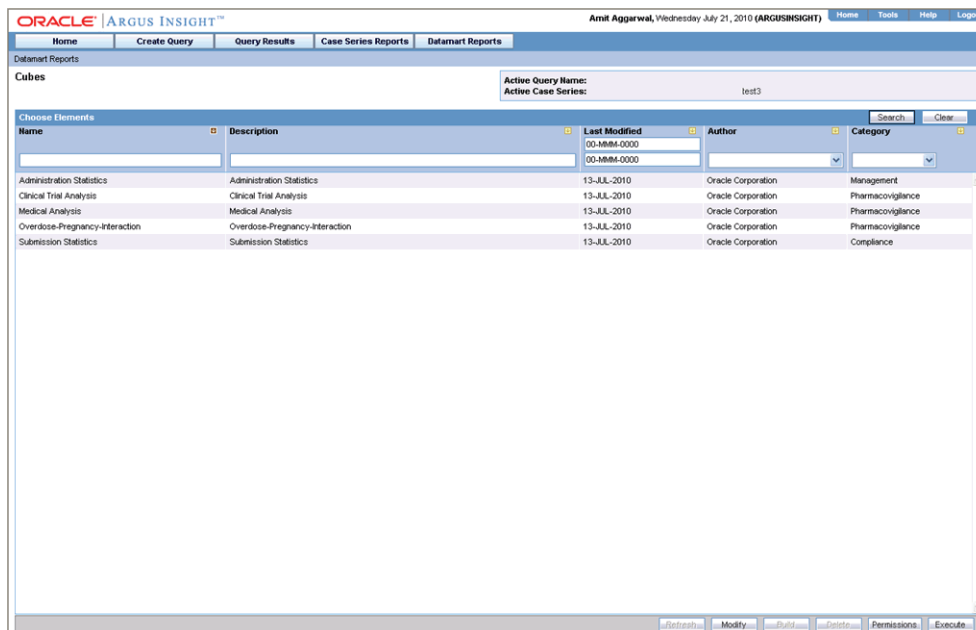 ORACLE ARGUS INSIGHT™
Amit Aggarwal, Wednesday July 21, 2010 (ARGUSINSIGHT)
Home Tools Help Logo
Home Create Query Query Results Case Series Reports Datamart Reports
Datamart Reports
Cubes
Active Query Name:
Active Case Series: test3
Choose Elements Search Clear
Name Description Last Modified Author Category
00-MMM-0000
00-MMM-0000
Administration Statistics Administration Statistics 13-JUL-2010 Oracle Corporation Management
Clinical Trial Analysis Clinical Trial Analysis 13-JUL-2010 Oracle Corporation Pharmacovigilance
Medical Analysis Medical Analysis 13-JUL-2010 Oracle Corporation Pharmacovigilance
Overdose-Pregnancy-Interaction Overdose-Pregnancy-Interaction 13-JUL-2010 Oracle Corporation Pharmacovigilance
Submission Statistics Submission Statistics 13-JUL-2010 Oracle Corporation Compliance
Refresh Modify Build Delete Permissions Execute